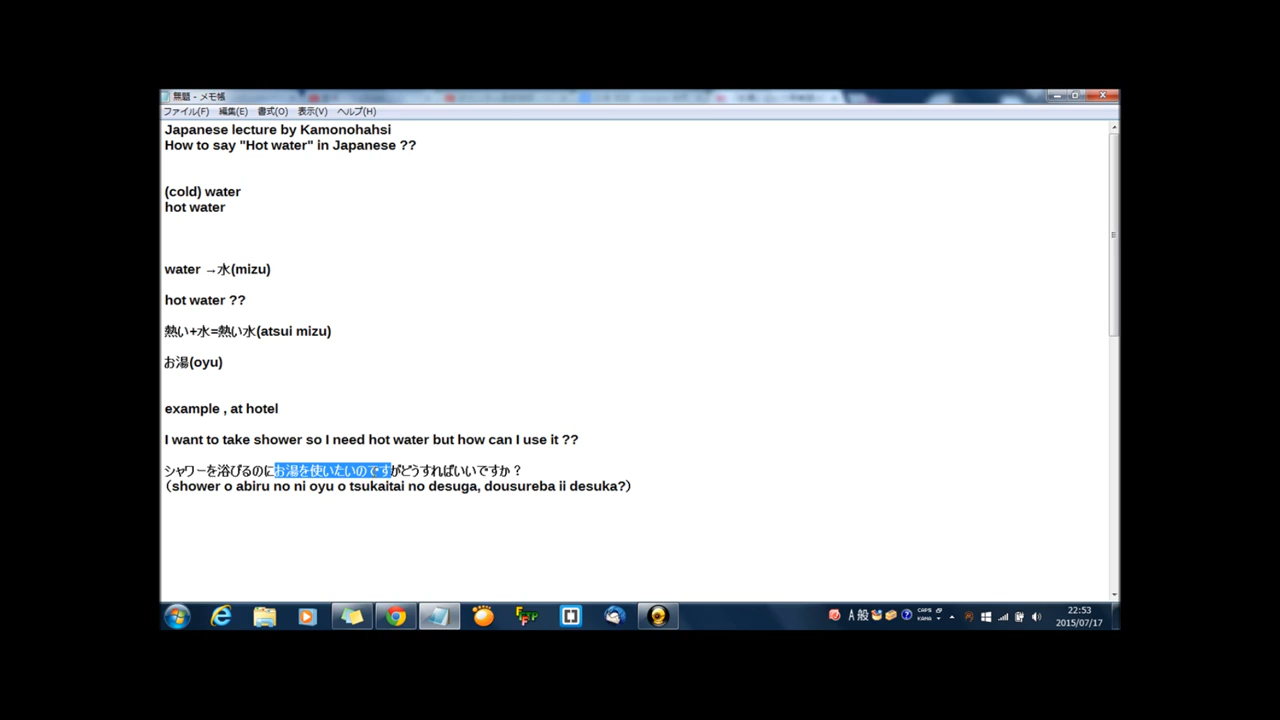 無題 - メモ帳
ファイル(F) 編集(E) 書式(O) 表示(V) ヘルプ(H)
Japanese lecture by Kamonohahsi
How to say "Hot water" in Japanese ??
(cold) water
hot water
water →水(mizu)
hot water ??
熱い+水=熱い水(atsui mizu)
お湯(oyu)
example , at hotel
I want to take shower so I need hot water but how can I use it ??
シャワーを浴びるのにお湯を使いたいのですがどうすればいいですか？
（shower o abiru no ni oyu o tsukaitai no desuga, dousureba ii desuka?）
A 般 CAPS KANA 22:53
2015/07/17